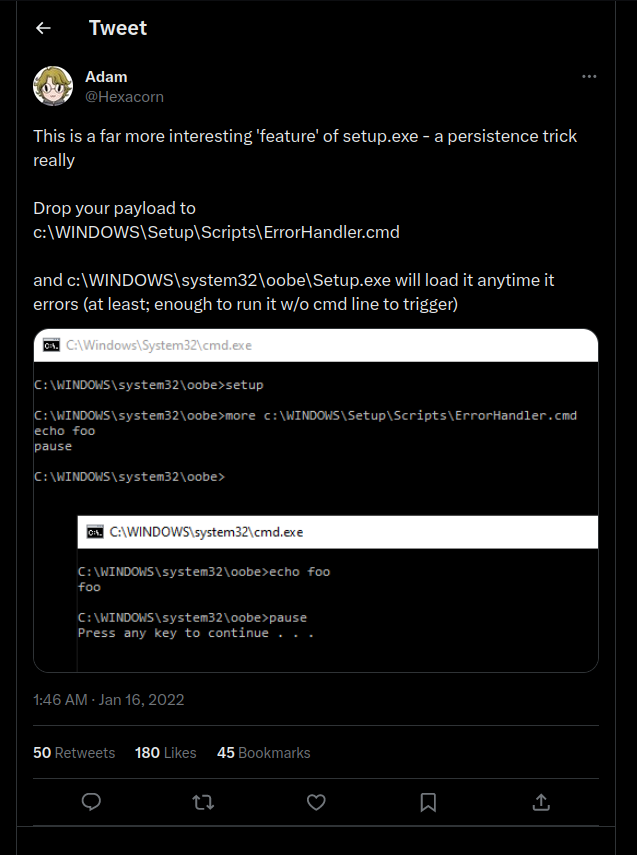 Tweet
Adam
@Hexacorn
This is a far more interesting 'feature' of setup.exe - a persistence trick
really
Drop your payload to
c:\WINDOWS\Setup\Scripts\ErrorHandler.cmd
and c:\WINDOWS\system32\oobe\Setup.exe will load it anytime it
errors (at least; enough to run it w/o cmd line to trigger)
C:\Windows\System32\cmd.exe
C:\WINDOWS\system32\oobe>setup
C:\WINDOWS\system32\oobe>more c:\WINDOWS\Setup\Scripts\ErrorHandler.cmd
echo foo
pause
C:\WINDOWS\system32\oobe>
C:\WINDOWS\system32\cmd.exe
C:\WINDOWS\system32\oobe>echo foo
foo
C:\WINDOWS\system32\oobe>pause
Press any key to continue . . .
1:46 AM · Jan 16, 2022
50 Retweets 180 Likes 45 Bookmarks